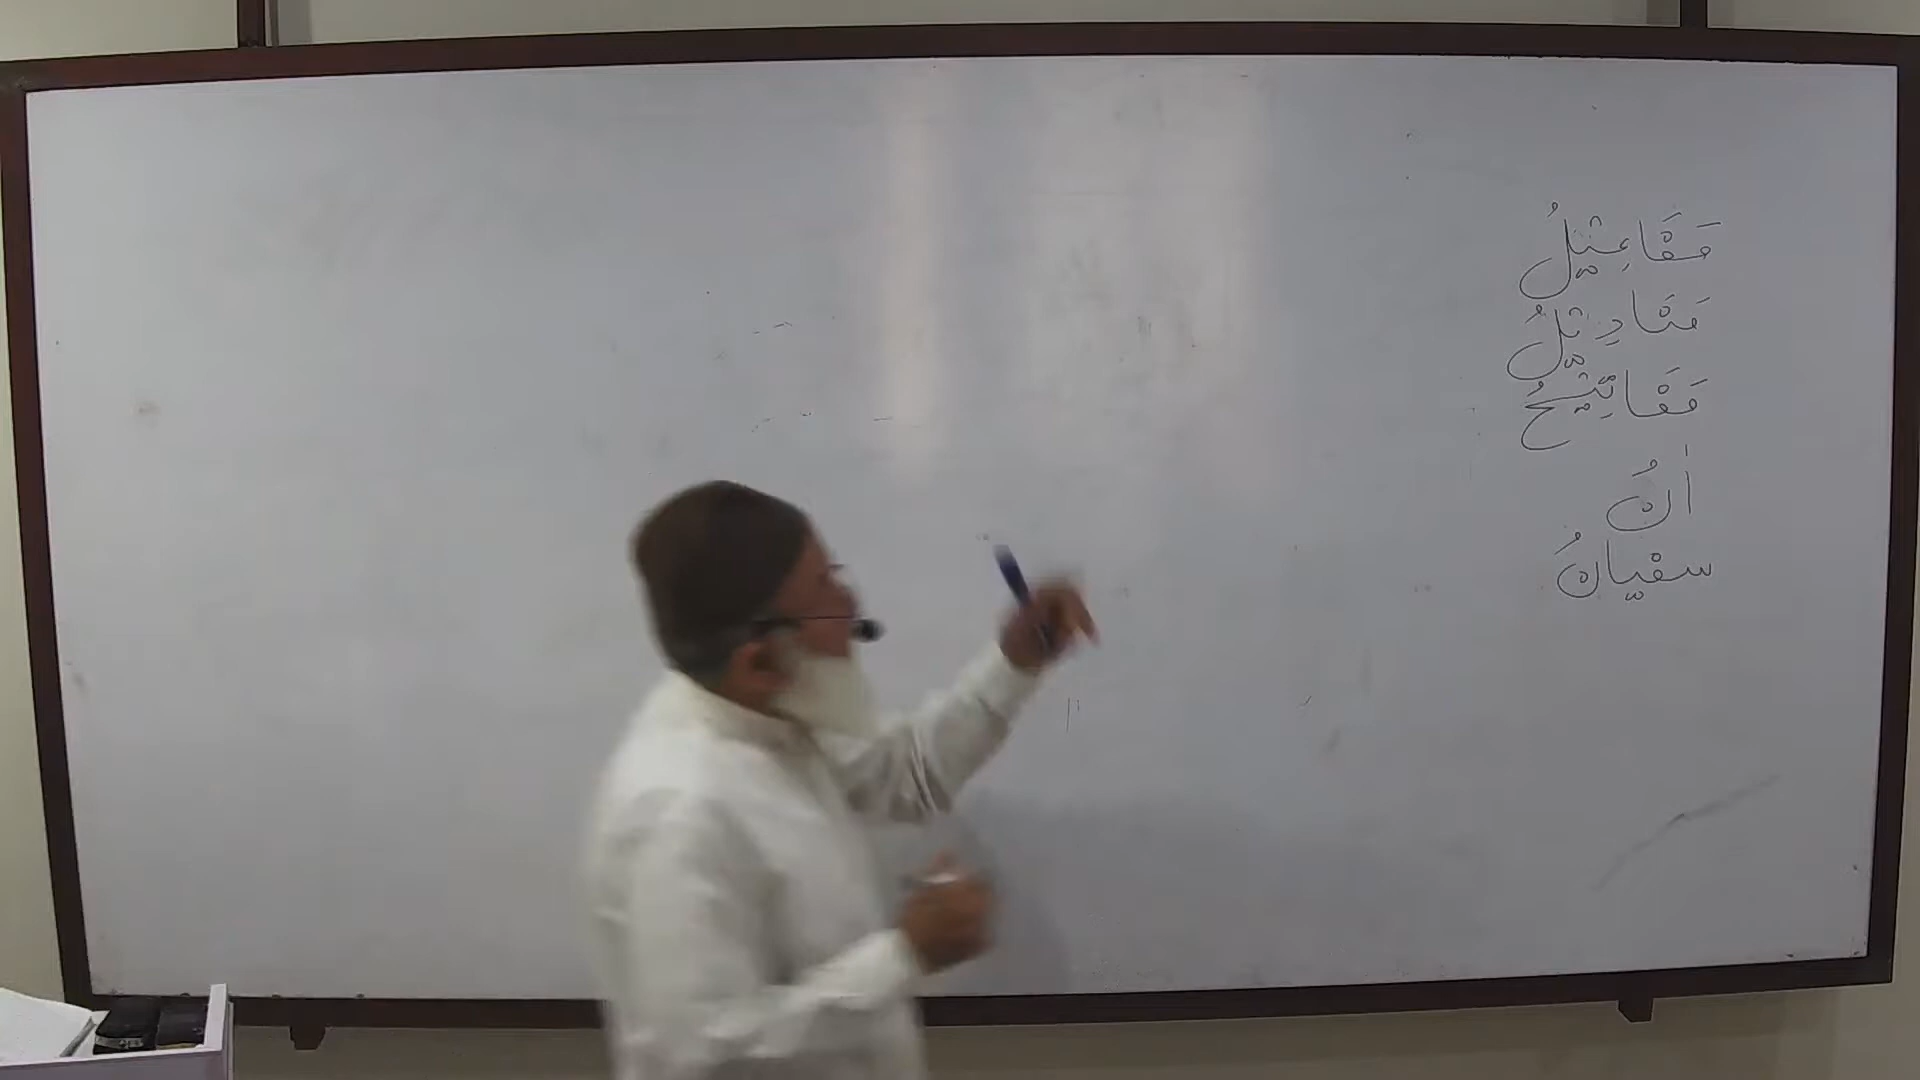 مَفَاعِيْلُ
مَنَادِيْلُ
مَفَاتِيْحُ
اٰنُ
سفيانُ